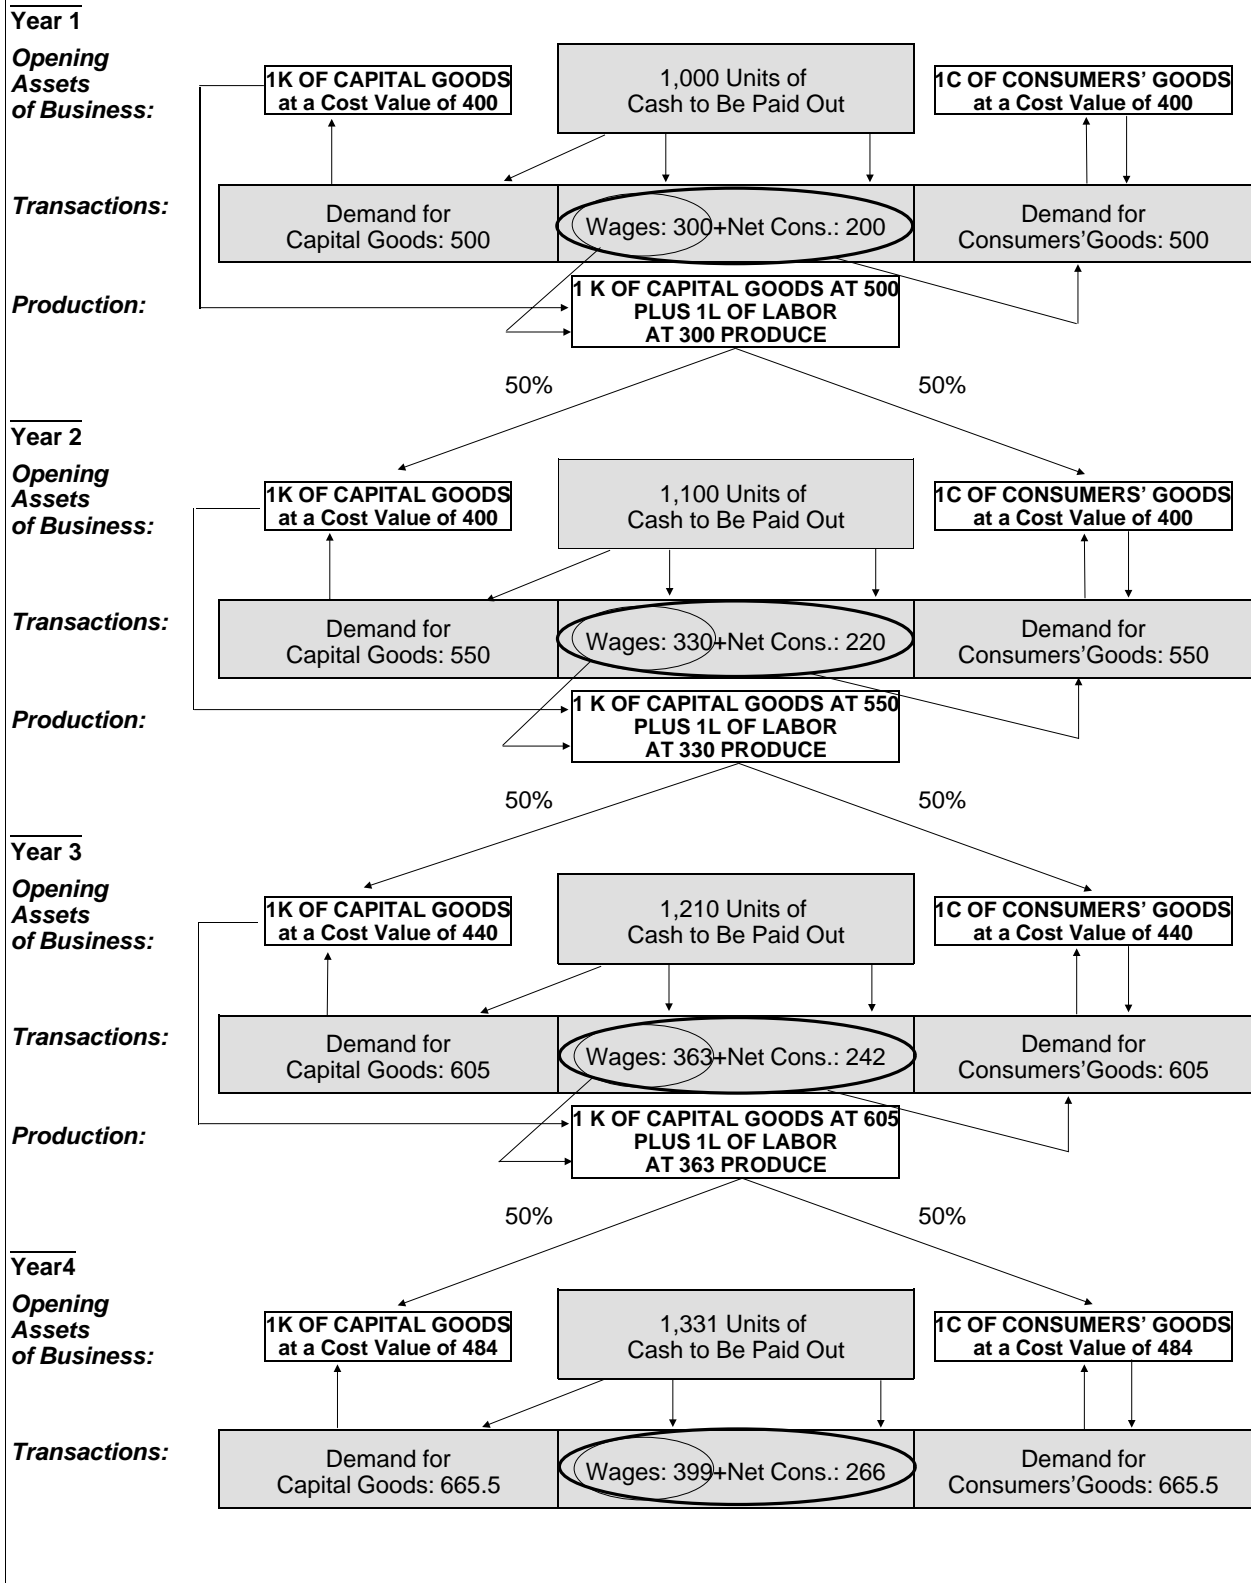 Year 1
Opening
Assets
of Business:
1K OF CAPITAL GOODS
at a Cost Value of 400
1,000 Units of
Cash to Be Paid Out
1C OF CONSUMERS' GOODS
at a Cost Value of 400
Transactions:
Demand for
Capital Goods: 500
Wages: 300+Net Cons.: 200
Demand for
Consumers'Goods: 500
Production:
1 K OF CAPITAL GOODS AT 500
PLUS 1L OF LABOR
AT 300 PRODUCE
50%
50%
Year 2
Opening
Assets
of Business:
1K OF CAPITAL GOODS
at a Cost Value of 400
1,100 Units of
Cash to Be Paid Out
1C OF CONSUMERS' GOODS
at a Cost Value of 400
Transactions:
Demand for
Capital Goods: 550
Wages: 330+Net Cons.: 220
Demand for
Consumers'Goods: 550
Production:
1 K OF CAPITAL GOODS AT 550
PLUS 1L OF LABOR
AT 330 PRODUCE
50%
50%
Year 3
Opening
Assets
of Business:
1K OF CAPITAL GOODS
at a Cost Value of 440
1,210 Units of
Cash to Be Paid Out
1C OF CONSUMERS' GOODS
at a Cost Value of 440
Transactions:
Demand for
Capital Goods: 605
Wages: 363+Net Cons.: 242
Demand for
Consumers'Goods: 605
Production:
1 K OF CAPITAL GOODS AT 605
PLUS 1L OF LABOR
AT 363 PRODUCE
50%
50%
Year4
Opening
Assets
of Business:
1K OF CAPITAL GOODS
at a Cost Value of 484
1,331 Units of
Cash to Be Paid Out
1C OF CONSUMERS' GOODS
at a Cost Value of 484
Transactions:
Demand for
Capital Goods: 665.5
Wages: 399+Net Cons.: 266
Demand for
Consumers'Goods: 665.5